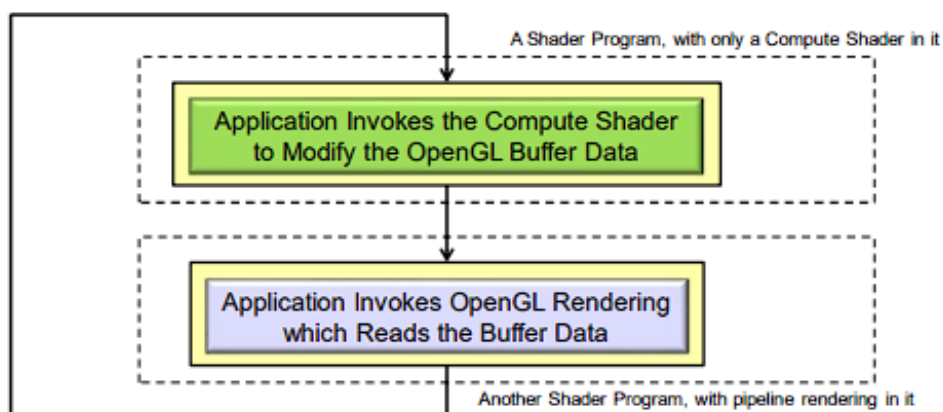 A Shader Program, with only a Compute Shader in it
Application Invokes the Compute Shader
to Modify the OpenGL Buffer Data
Application Invokes OpenGL Rendering
which Reads the Buffer Data
Another Shader Program, with pipeline rendering in it